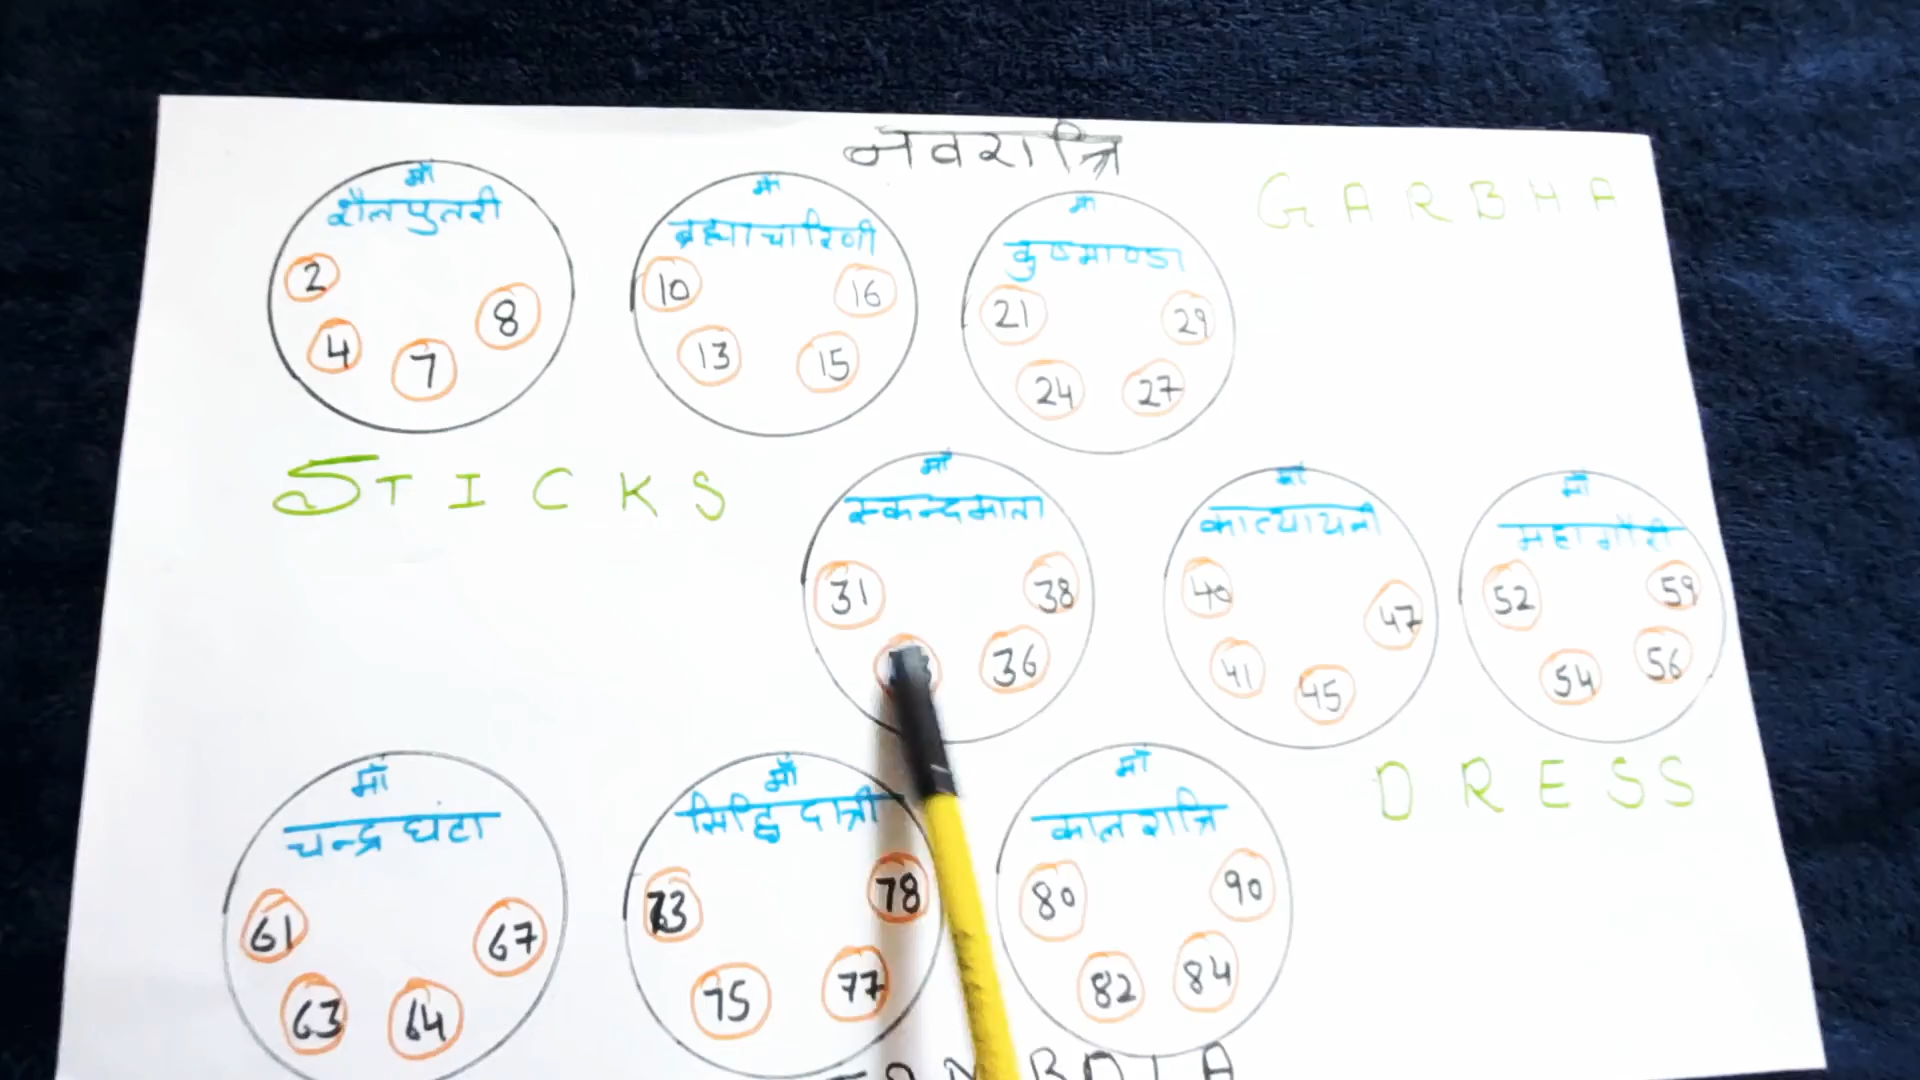 नवरात्रि
GARBHA
माँ
शैलपुतरी
2 4 7 8
माँ
ब्रह्माचारिणी
10 13 15 16
माँ
कुष्माण्डा
21 24 27 29
STICKS
माँ
स्कन्दमाता
31 36 38
माँ
कात्यायनी
40 41 45 47
माँ
महागौरी
52 54 56 59
DRESS
माँ
चन्द्रघंटा
61 63 64 67
माँ
सिद्धिदात्री
73 75 77 78
माँ
कालरात्रि
80 82 84 90